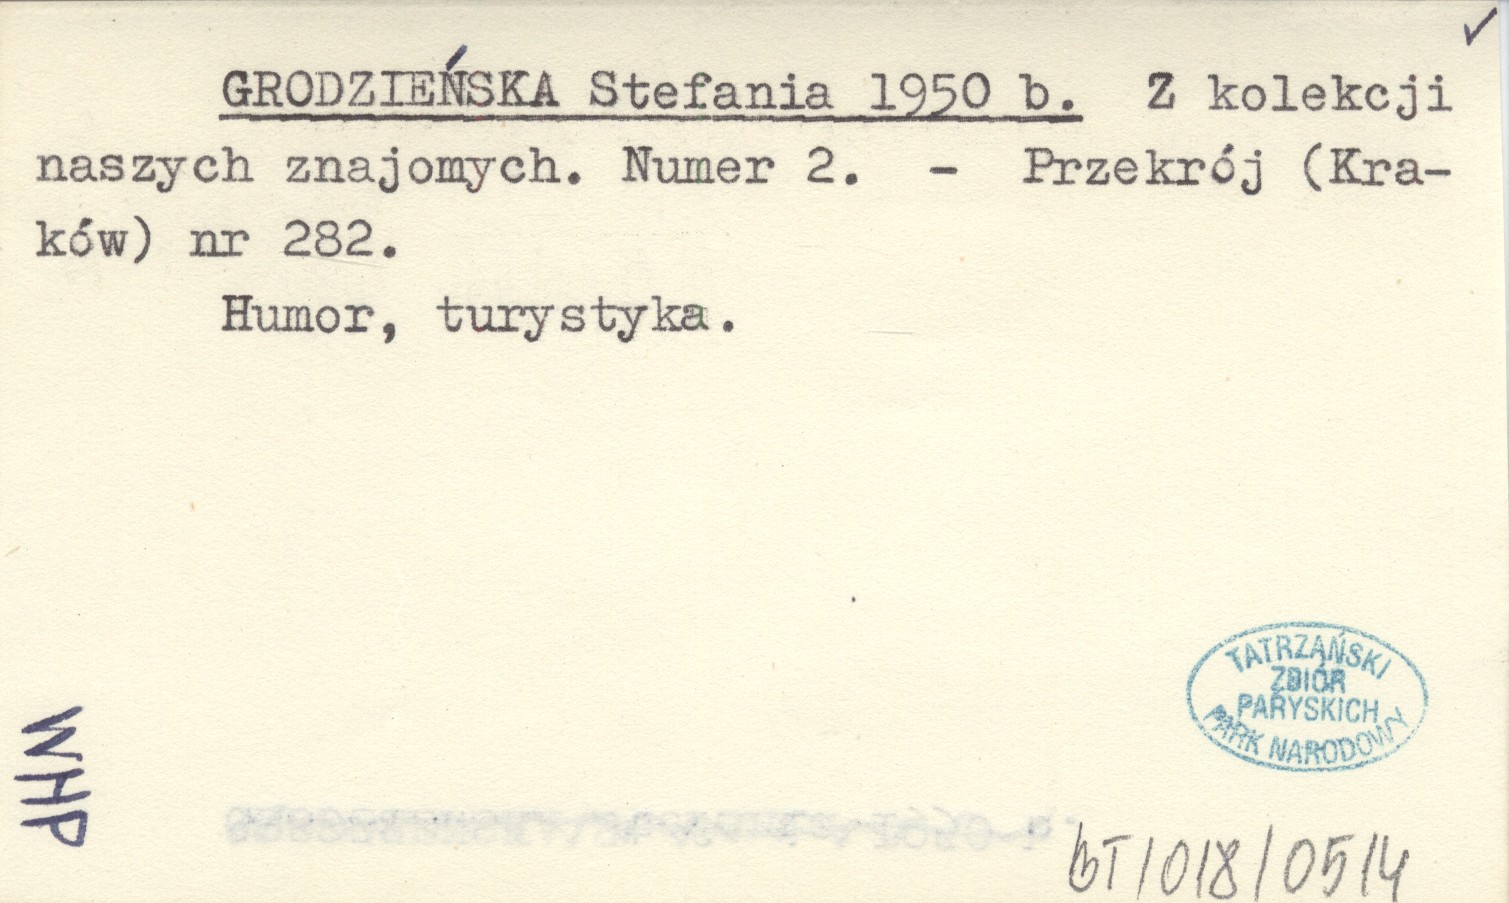 GRODZIEŃSKA Stefania 1950 b. Z kolekcji
naszych znajomych. Numer 2. - Przekrój (Kra-
ków) nr 282.
Humor, turystyka.
TATRZAŃSKI
ZBIÓR
PARYSKICH
PARK NARODOWY
WHP
BT/018/0514